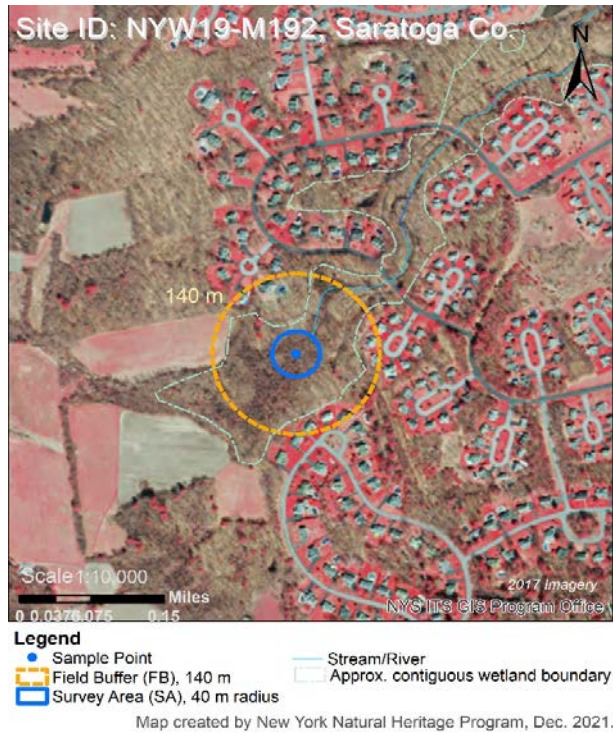 Site ID: NYW19-M192, Saratoga Co.
N
140 m
Scale 1:10,000
Miles
0 0.0375 0.075 0.15
2017 Imagery
NYS ITS GIS Program Office
Legend
Sample Point
Stream/River
Field Buffer (FB), 140 m
Approx. contiguous wetland boundary
Survey Area (SA), 40 m radius
Map created by New York Natural Heritage Program, Dec. 2021.